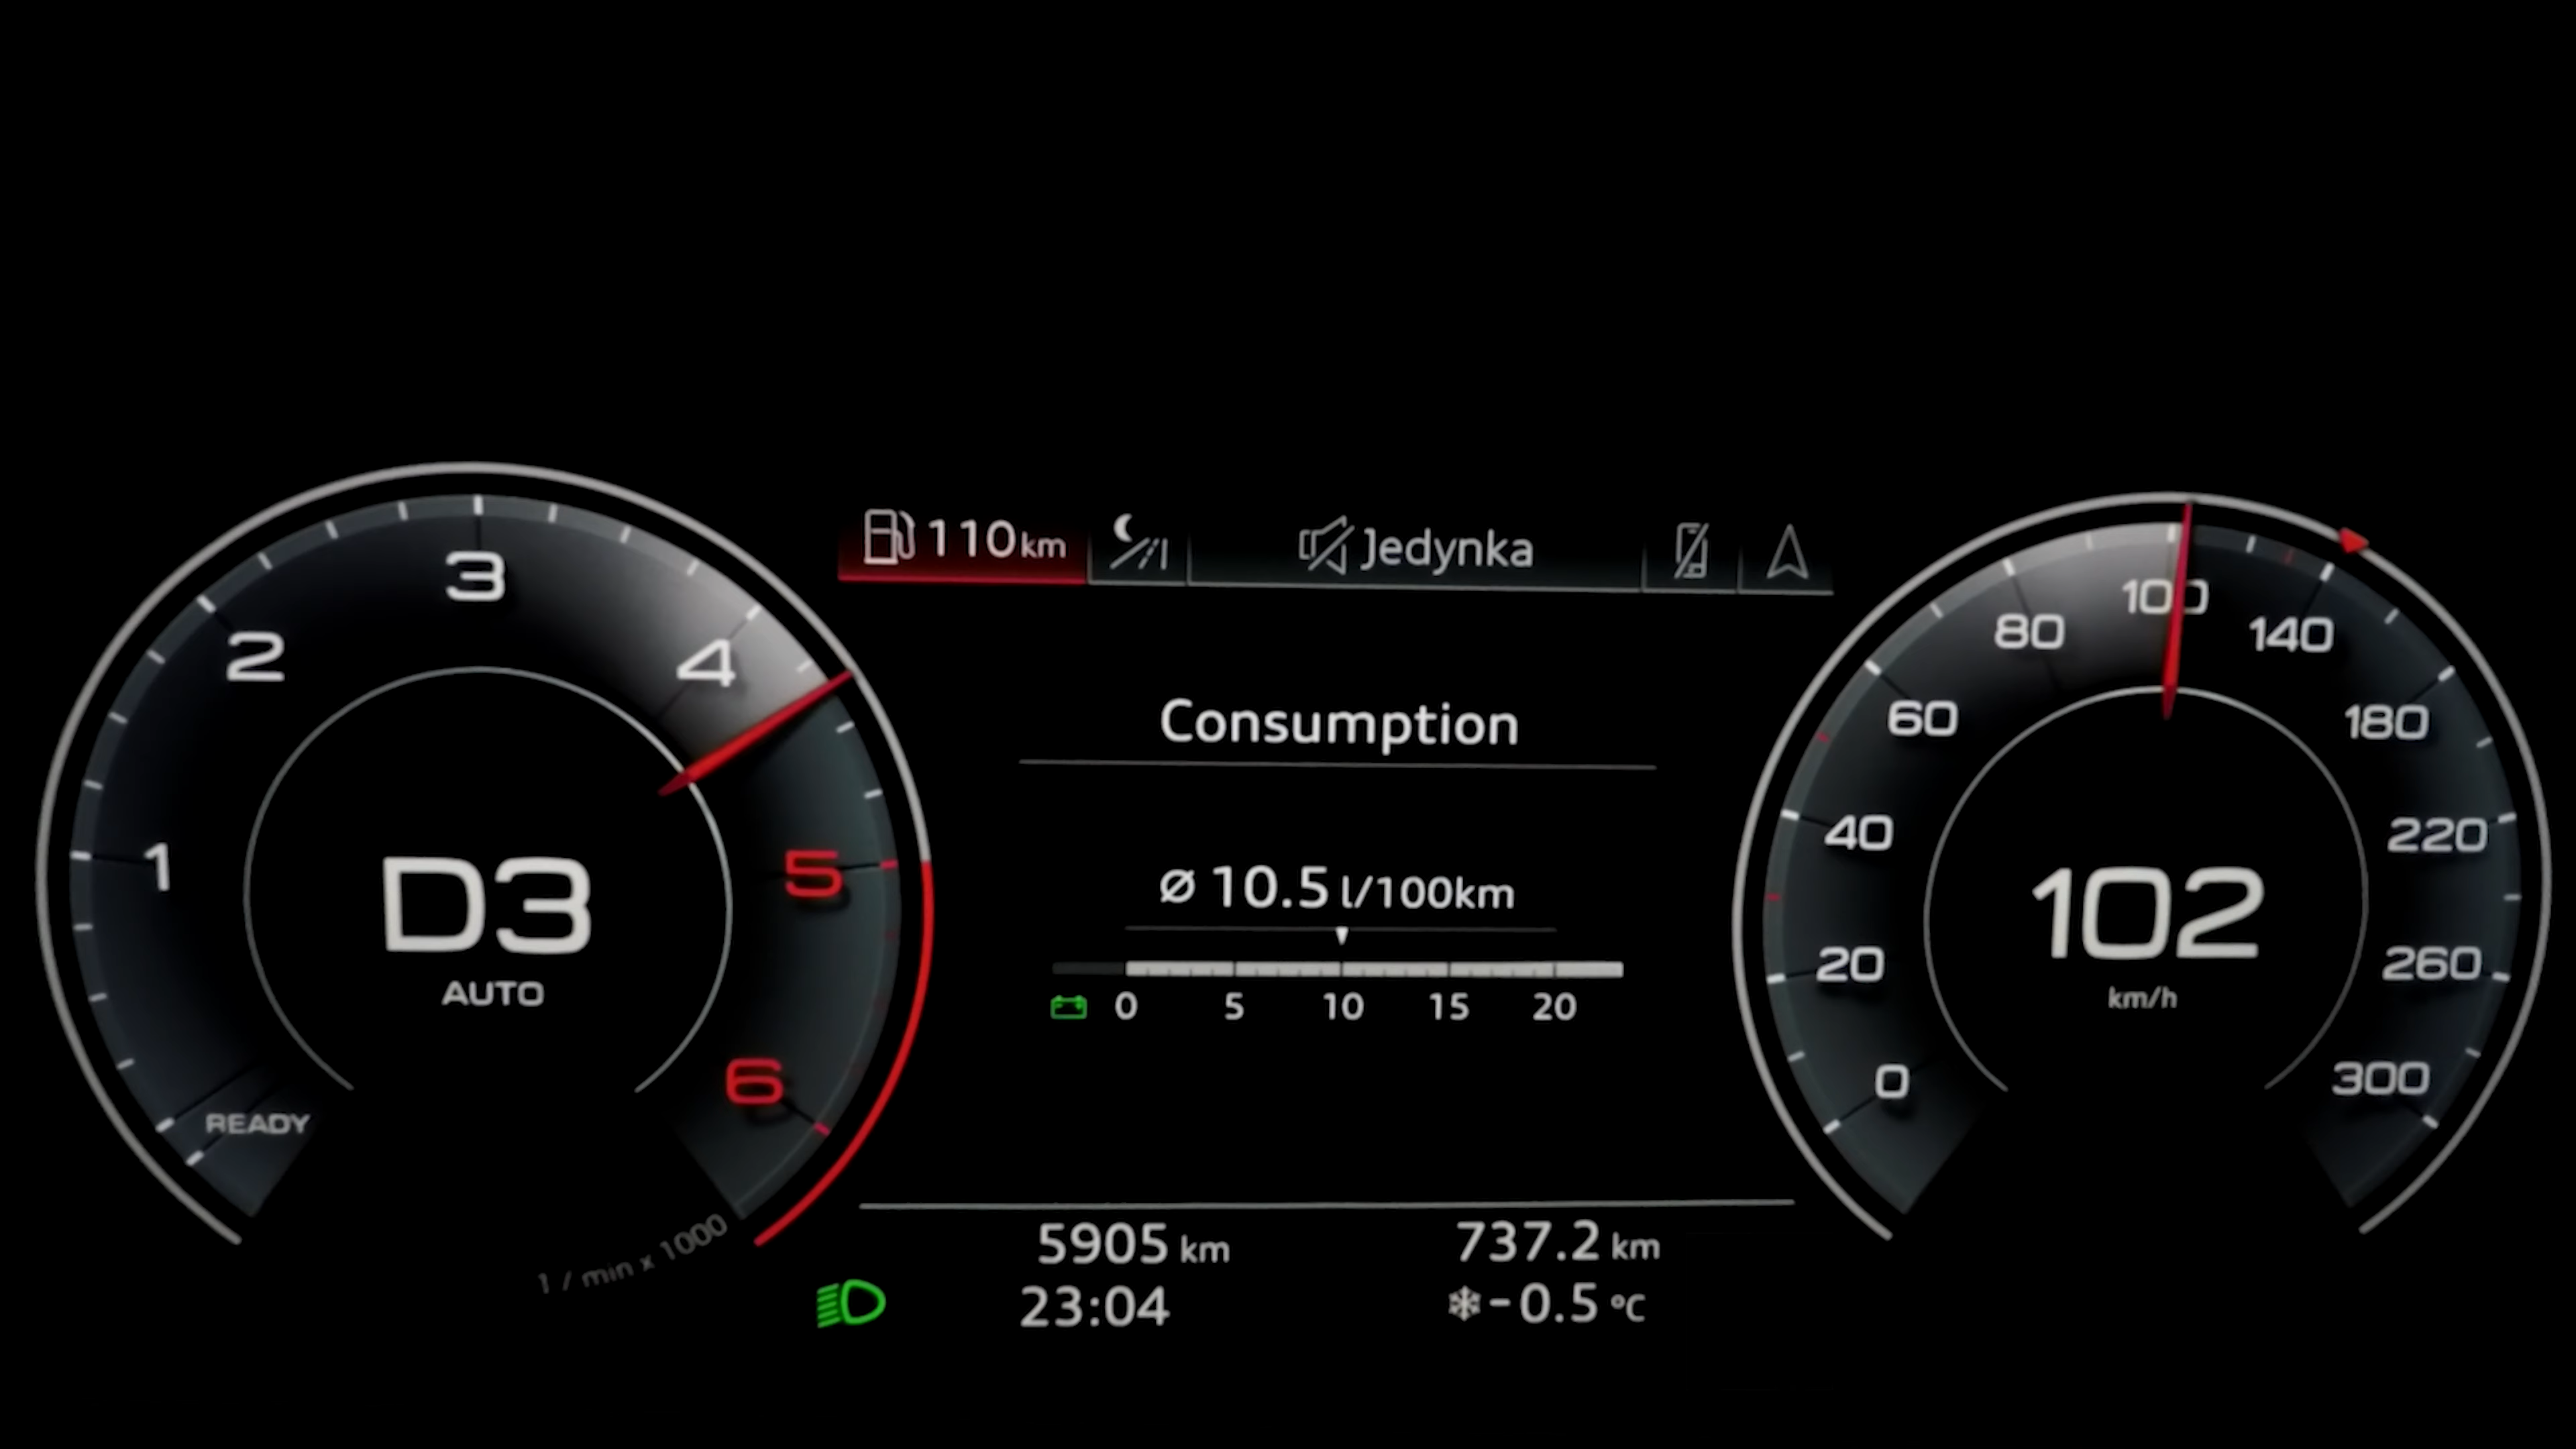 110 km
Jedynka
1
2
3
4
5
6
READY
D3
AUTO
1 / min x 1000
Consumption
Ø 10.5 l/100km
0 5 10 15 20
5905 km
737.2 km
23:04
-0.5 °C
0
20
40
60
80
100
140
180
220
260
300
102
km/h